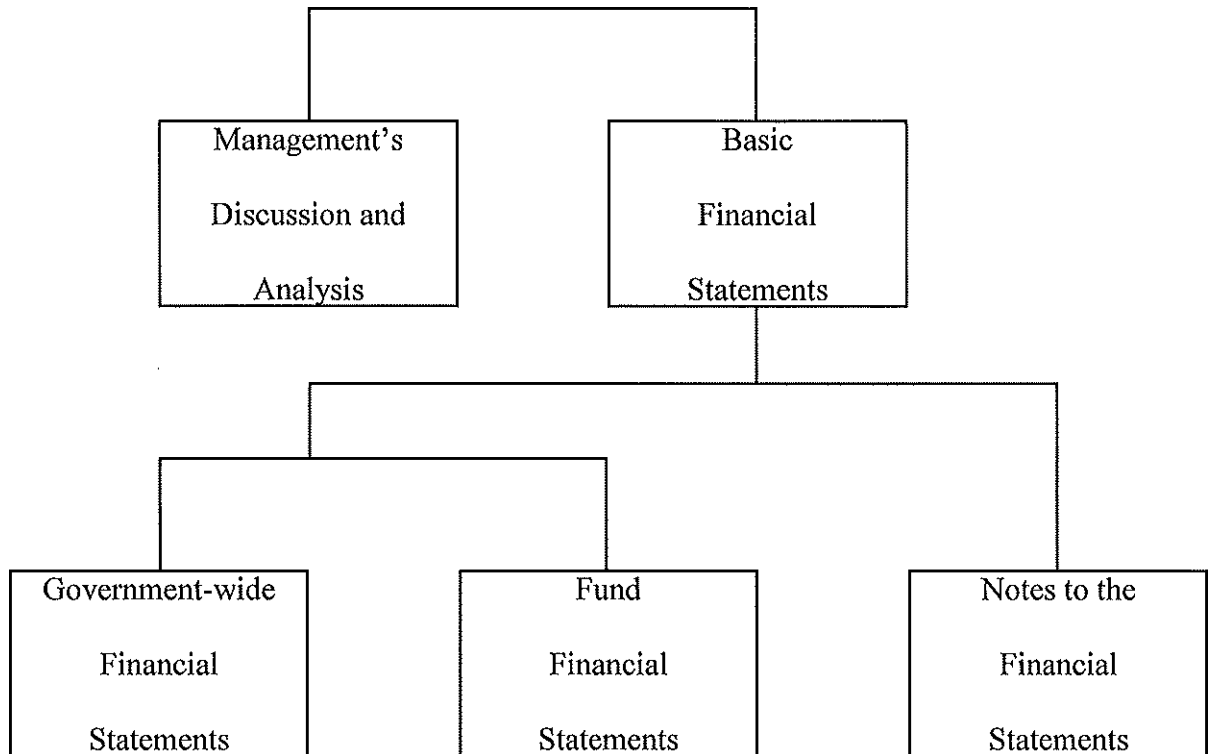 Management's
Discussion and
Analysis
Basic
Financial
Statements
Government-wide
Financial
Statements
Fund
Financial
Statements
Notes to the
Financial
Statements